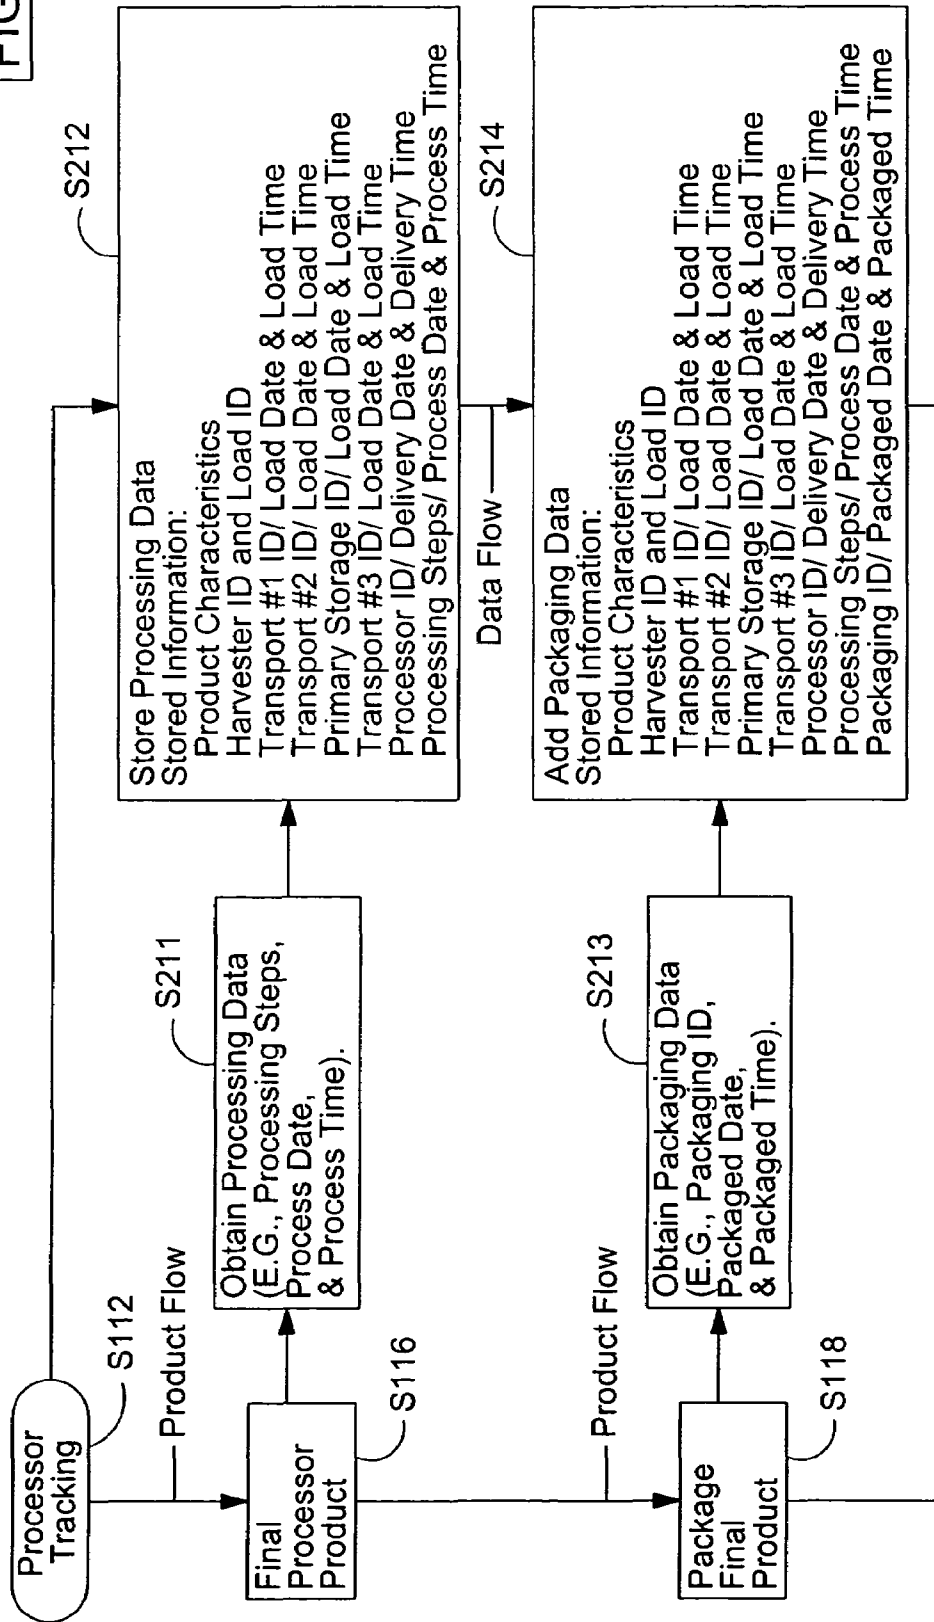 FIG
Processor
Tracking
S112
Product Flow
Final
Processor
Product
S116
Obtain Processing Data
(E.G., Processing Steps,
Process Date,
& Process Time).
S211
Store Processing Data
Stored Information:
Product Characteristics
Harvester ID and Load ID
Transport #1 ID/ Load Date & Load Time
Transport #2 ID/ Load Date & Load Time
Primary Storage ID/ Load Date & Load Time
Transport #3 ID/ Load Date & Load Time
Processor ID/ Delivery Date & Delivery Time
Processing Steps/ Process Date & Process Time
S212
Data Flow
Product Flow
Package
Final
Product
S118
Obtain Packaging Data
(E.G., Packaging ID,
Packaged Date,
& Packaged Time).
S213
Add Packaging Data
Stored Information:
Product Characteristics
Harvester ID and Load ID
Transport #1 ID/ Load Date & Load Time
Transport #2 ID/ Load Date & Load Time
Primary Storage ID/ Load Date & Load Time
Transport #3 ID/ Load Date & Load Time
Processor ID/ Delivery Date & Delivery Time
Processing Steps/ Process Date & Process Time
Packaging ID/ Packaged Date & Packaged Time
S214